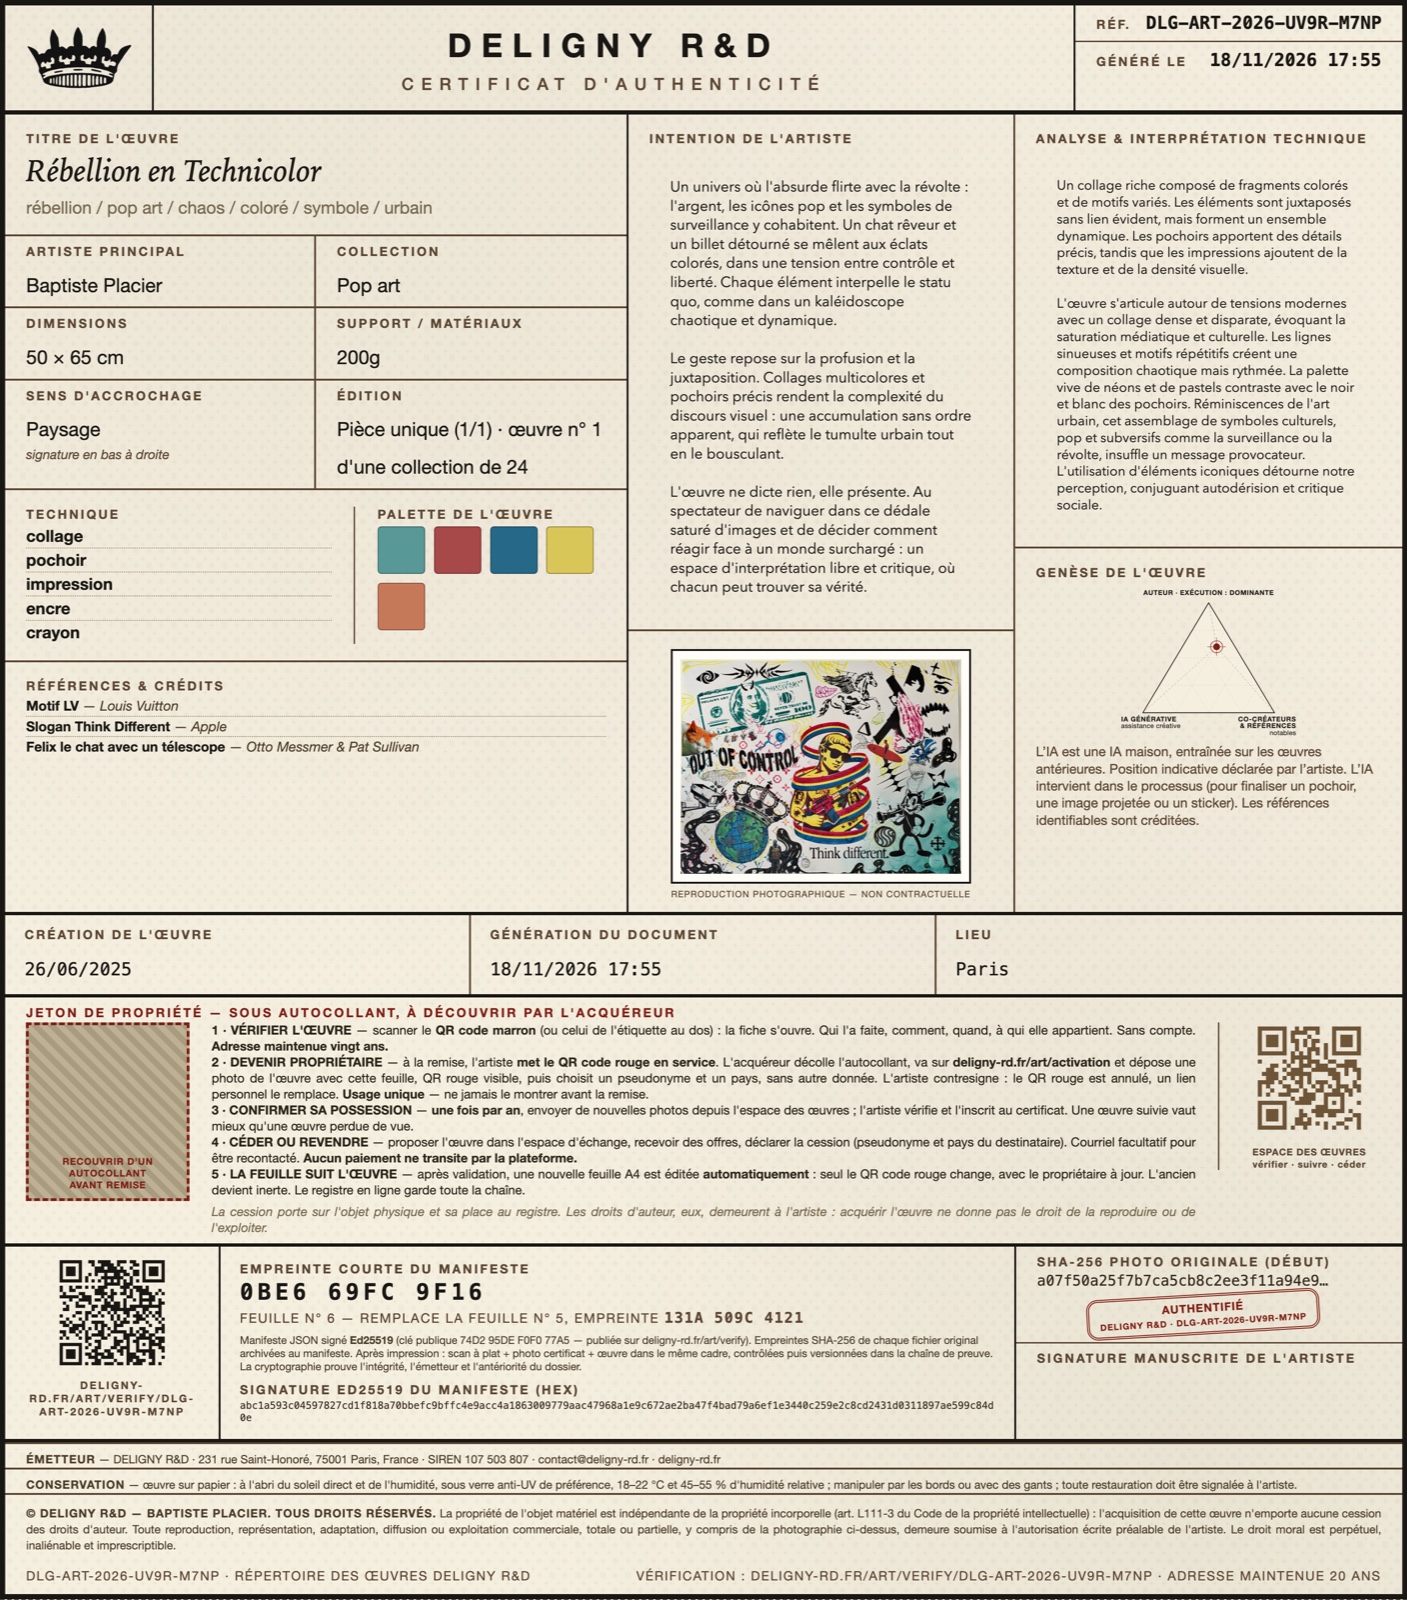 DELIGNY R&D
CERTIFICAT D'AUTHENTICITÉ
RÉF. DLG-ART-2026-UV9R-M7NP
GÉNÉRÉ LE 18/11/2026 17:55
TITRE DE L'ŒUVRE
Rébellion en Technicolor
rébellion / pop art / chaos / coloré / symbole / urbain
ARTISTE PRINCIPAL
Baptiste Placier
COLLECTION
Pop art
DIMENSIONS
50 × 65 cm
SUPPORT / MATÉRIAUX
200g
SENS D'ACCROCHAGE
Paysage
signature en bas à droite
ÉDITION
Pièce unique (1/1) · œuvre n° 1
d'une collection de 24
TECHNIQUE
collage
pochoir
impression
encre
crayon
PALETTE DE L'ŒUVRE
RÉFÉRENCES & CRÉDITS
Motif LV — Louis Vuitton
Slogan Think Different — Apple
Felix le chat avec un télescope — Otto Messmer & Pat Sullivan
INTENTION DE L'ARTISTE
Un univers où l'absurde flirte avec la révolte :
l'argent, les icônes pop et les symboles de
surveillance y cohabitent. Un chat rêveur et
un billet détourné se mêlent aux éclats
colorés, dans une tension entre contrôle et
liberté. Chaque élément interpelle le statu
quo, comme dans un kaléidoscope
chaotique et dynamique.
Le geste repose sur la profusion et la
juxtaposition. Collages multicolores et
pochoirs précis rendent la complexité du
discours visuel : une accumulation sans ordre
apparent, qui reflète le tumulte urbain tout
en le bousculant.
L'œuvre ne dicte rien, elle présente. Au
spectateur de naviguer dans ce dédale
saturé d'images et de décider comment
réagir face à un monde surchargé : un
espace d'interprétation libre et critique, où
chacun peut trouver sa vérité.
100
OUT OF CONTROL
Think different.
REPRODUCTION PHOTOGRAPHIQUE — NON CONTRACTUELLE
ANALYSE & INTERPRÉTATION TECHNIQUE
Un collage riche composé de fragments colorés
et de motifs variés. Les éléments sont juxtaposés
sans lien évident, mais forment un ensemble
dynamique. Les pochoirs apportent des détails
précis, tandis que les impressions ajoutent de la
texture et de la densité visuelle.
L'œuvre s'articule autour de tensions modernes
avec un collage dense et disparate, évoquant la
saturation médiatique et culturelle. Les lignes
sinueuses et motifs répétitifs créent une
composition chaotique mais rythmée. La palette
vive de néons et de pastels contraste avec le noir
et blanc des pochoirs. Réminiscences de l'art
urbain, cet assemblage de symboles culturels,
pop et subversifs comme la surveillance ou la
révolte, insuffle un message provocateur.
L'utilisation d'éléments iconiques détourne notre
perception, conjuguant autodérision et critique
sociale.
GENÈSE DE L'ŒUVRE
AUTEUR · EXÉCUTION : DOMINANTE
IA GÉNÉRATIVE
assistance créative
CO-CRÉATEURS
& RÉFÉRENCES
notables
L'IA est une IA maison, entraînée sur les œuvres
antérieures. Position indicative déclarée par l'artiste. L'IA
intervient dans le processus (pour finaliser un pochoir,
une image projetée ou un sticker). Les références
identifiables sont créditées.
CRÉATION DE L'ŒUVRE
26/06/2025
GÉNÉRATION DU DOCUMENT
18/11/2026 17:55
LIEU
Paris
JETON DE PROPRIÉTÉ — SOUS AUTOCOLLANT, À DÉCOUVRIR PAR L'ACQUÉREUR
RECOUVRIR D'UN
AUTOCOLLANT
AVANT REMISE
1 · VÉRIFIER L'ŒUVRE — scanner le QR code marron (ou celui de l'étiquette au dos) : la fiche s'ouvre. Qui l'a faite, comment, quand, à qui elle appartient. Sans compte.
Adresse maintenue vingt ans.
2 · DEVENIR PROPRIÉTAIRE — à la remise, l'artiste met le QR code rouge en service. L'acquéreur décolle l'autocollant, va sur deligny-rd.fr/art/activation et dépose une
photo de l'œuvre avec cette feuille, QR rouge visible, puis choisit un pseudonyme et un pays, sans autre donnée. L'artiste contresigne : le QR rouge est annulé, un lien
personnel le remplace. Usage unique — ne jamais le montrer avant la remise.
3 · CONFIRMER SA POSSESSION — une fois par an, envoyer de nouvelles photos depuis l'espace des œuvres ; l'artiste vérifie et l'inscrit au certificat. Une œuvre suivie vaut
mieux qu'une œuvre perdue de vue.
4 · CÉDER OU REVENDRE — proposer l'œuvre dans l'espace d'échange, recevoir des offres, déclarer la cession (pseudonyme et pays du destinataire). Courriel facultatif pour
être recontacté. Aucun paiement ne transite par la plateforme.
5 · LA FEUILLE SUIT L'ŒUVRE — après validation, une nouvelle feuille A4 est éditée automatiquement : seul le QR code rouge change, avec le propriétaire à jour. L'ancien
devient inerte. Le registre en ligne garde toute la chaîne.
La cession porte sur l'objet physique et sa place au registre. Les droits d'auteur, eux, demeurent à l'artiste : acquérir l'œuvre ne donne pas le droit de la reproduire ou de
l'exploiter.
ESPACE DES ŒUVRES
vérifier · suivre · céder
DELIGNY-
RD.FR/ART/VERIFY/DLG-
ART-2026-UV9R-M7NP
EMPREINTE COURTE DU MANIFESTE
0BE6 69FC 9F16
FEUILLE N° 6 — REMPLACE LA FEUILLE N° 5, EMPREINTE 131A 509C 4121
Manifeste JSON signé Ed25519 (clé publique 74D2 95DE F0F0 77A5 — publiée sur deligny-rd.fr/art/verify). Empreintes SHA-256 de chaque fichier original
archivées au manifeste. Après impression : scan à plat + photo certificat + œuvre dans le même cadre, contrôlées puis versionnées dans la chaîne de preuve.
La cryptographie prouve l'intégrité, l'émetteur et l'antériorité du dossier.
SIGNATURE ED25519 DU MANIFESTE (HEX)
abc1a593c04597827cd1f818a70bbefc9bffc4e9acc4a1863009779aac47968a1e9c672ae2ba47f4bad79a6ef1e3440c259e2c8cd2431d0311897ae599c84d
0e
SHA-256 PHOTO ORIGINALE (DÉBUT)
a07f50a25f7b7ca5cb8c2ee3f11a94e9…
AUTHENTIFIÉ
DELIGNY R&D · DLG-ART-2026-UV9R-M7NP
SIGNATURE MANUSCRITE DE L'ARTISTE
ÉMETTEUR — DELIGNY R&D · 231 rue Saint-Honoré, 75001 Paris, France · SIREN 107 503 807 · contact@deligny-rd.fr · deligny-rd.fr
CONSERVATION — œuvre sur papier : à l'abri du soleil direct et de l'humidité, sous verre anti-UV de préférence, 18–22 °C et 45–55 % d'humidité relative ; manipuler par les bords ou avec des gants ; toute restauration doit être signalée à l'artiste.
© DELIGNY R&D — BAPTISTE PLACIER. TOUS DROITS RÉSERVÉS. La propriété de l'objet matériel est indépendante de la propriété incorporelle (art. L111-3 du Code de la propriété intellectuelle) : l'acquisition de cette œuvre n'emporte aucune cession
des droits d'auteur. Toute reproduction, représentation, adaptation, diffusion ou exploitation commerciale, totale ou partielle, y compris de la photographie ci-dessus, demeure soumise à l'autorisation écrite préalable de l'artiste. Le droit moral est perpétuel,
inaliénable et imprescriptible.
DLG-ART-2026-UV9R-M7NP · RÉPERTOIRE DES ŒUVRES DELIGNY R&D
VÉRIFICATION : DELIGNY-RD.FR/ART/VERIFY/DLG-ART-2026-UV9R-M7NP · ADRESSE MAINTENUE 20 ANS